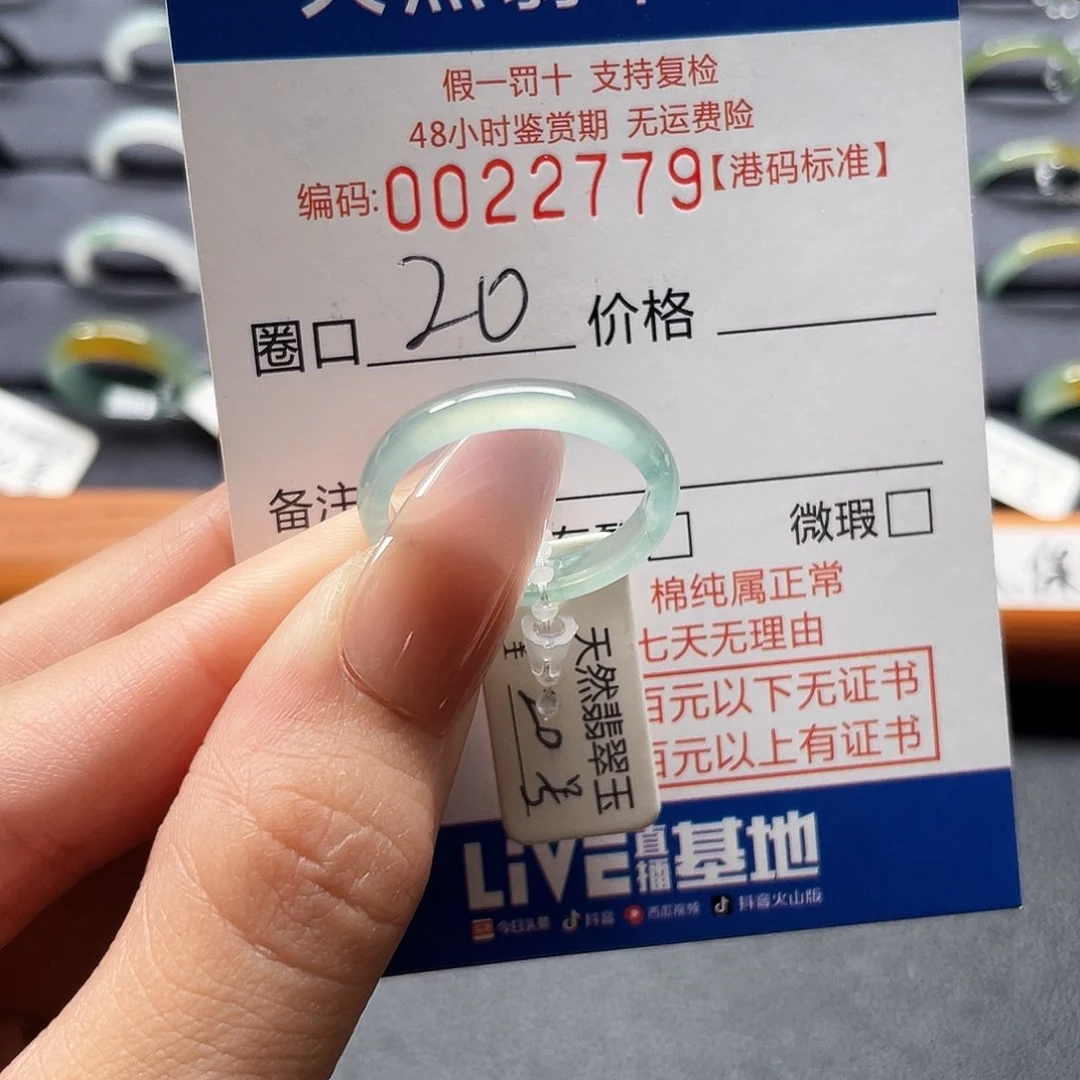 假一罚十 支持复检
48小时鉴赏期 无运费险
编码:0022779【港码标准】
圈口 20 价格
备注
微瑕
棉纯属正常
七天无理由
百元以下无证书
百元以上有证书
天然翡翠玉
20
LIVE直播基地
今日头条 抖音 西瓜视频 抖音火山版